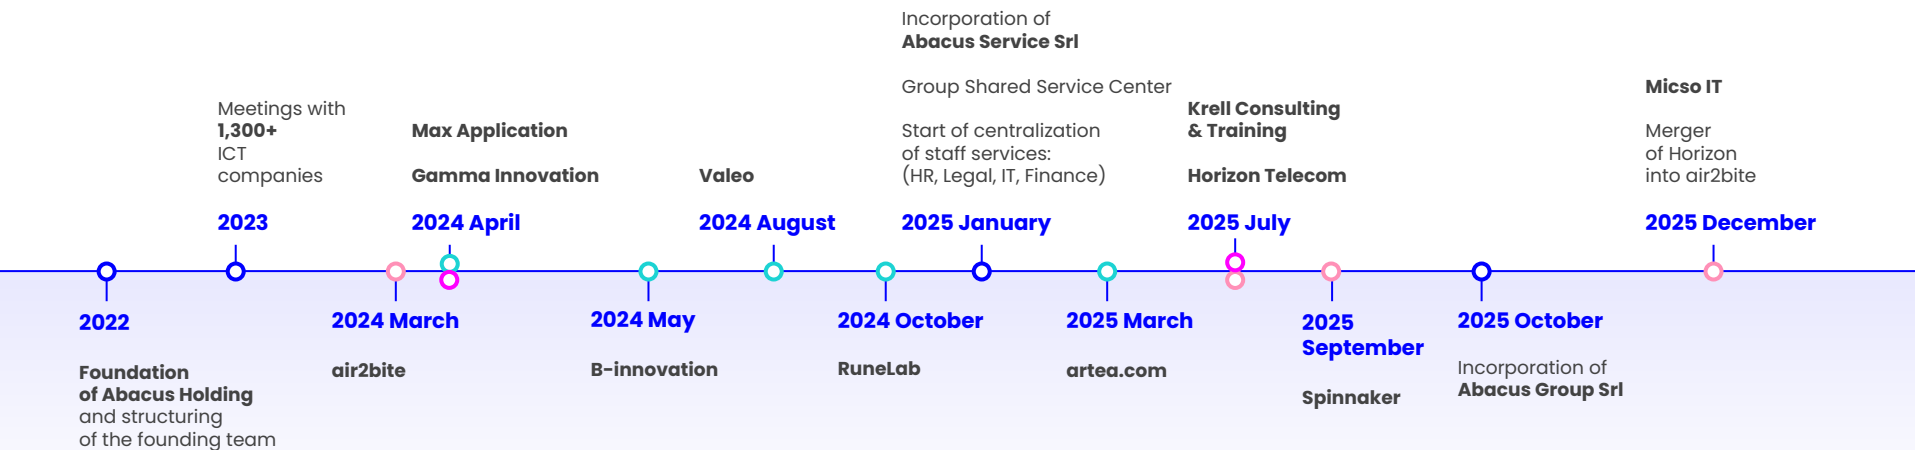 2022
Foundation
of Abacus Holding
and structuring
of the founding team
Meetings with
1,300+
ICT
companies
2023
2024 March
air2bite
Max Application
Gamma Innovation
2024 April
2024 May
B-innovation
Valeo
2024 August
2024 October
RuneLab
Incorporation of
Abacus Service Srl
Group Shared Service Center
Start of centralization
of staff services:
(HR, Legal, IT, Finance)
2025 January
2025 March
artea.com
Krell Consulting
& Training
Horizon Telecom
2025 July
2025
September
Spinnaker
2025 October
Incorporation of
Abacus Group Srl
Micso IT
Merger
of Horizon
into air2bite
2025 December